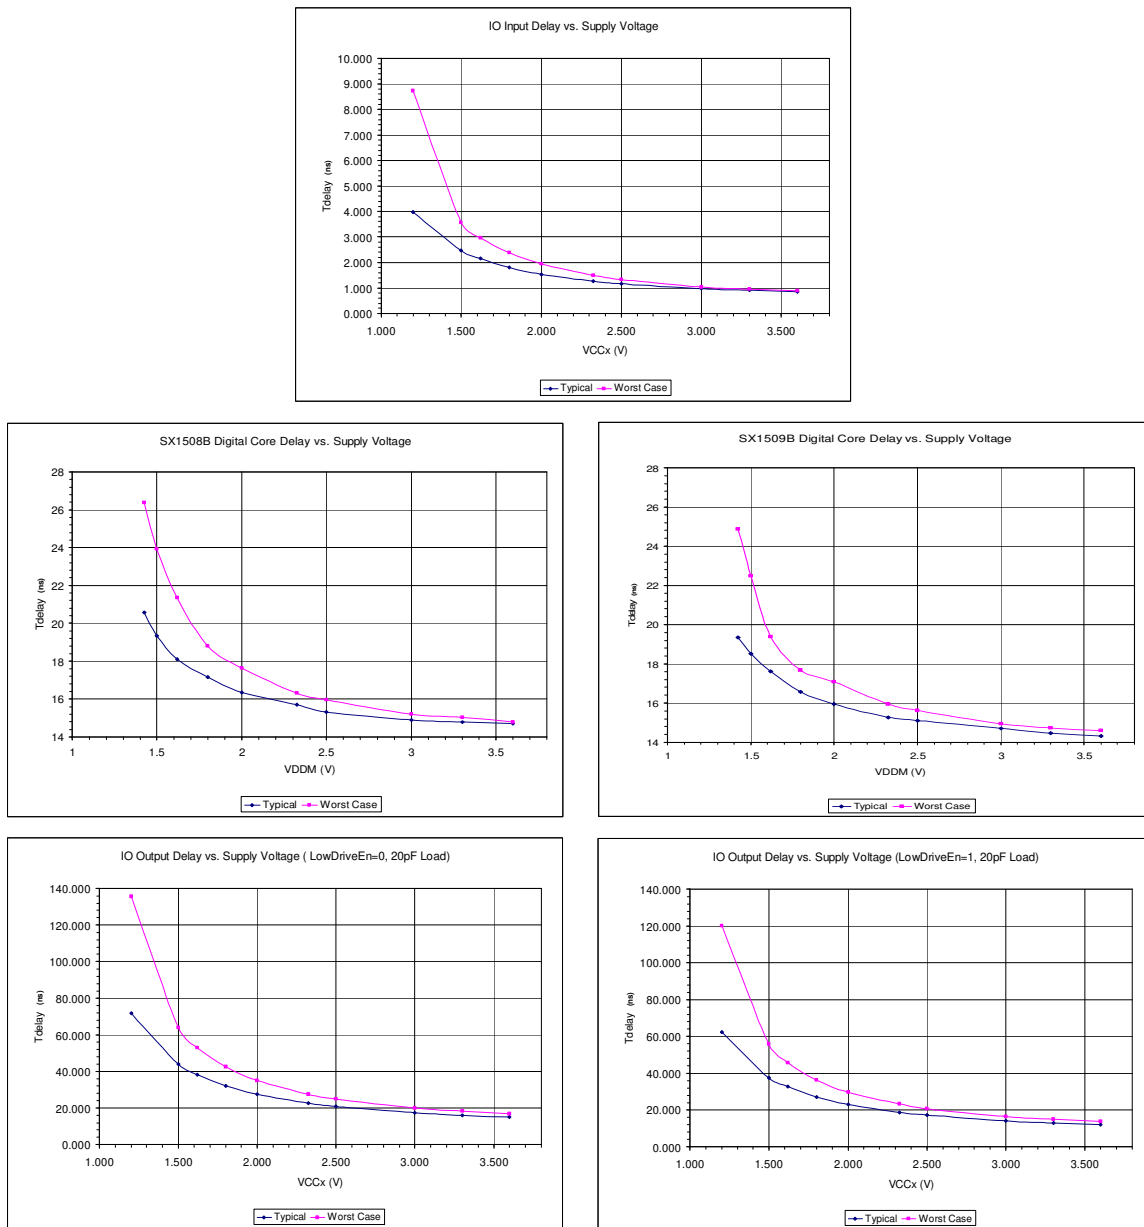 IO Input Delay vs. Supply Voltage
10.000
9.000
8.000
7.000
6.000
5.000
4.000
3.000
2.000
1.000
0.000
Tdelay (ns)
1.000 1.500 2.000 2.500 3.000 3.500
VCCx (V)
Typical Worst Case
SX1508B Digital Core Delay vs. Supply Voltage
28
26
24
22
20
18
16
14
Tdelay (ns)
1 1.5 2 2.5 3 3.5
VDDM (V)
Typical Worst Case
SX1509B Digital Core Delay vs. Supply Voltage
28
26
24
22
20
18
16
14
Tdelay (ns)
1 1.5 2 2.5 3 3.5
VDDM (V)
Typical Worst Case
IO Output Delay vs. Supply Voltage ( LowDriveEn=0, 20pF Load)
140.000
120.000
100.000
80.000
60.000
40.000
20.000
0.000
Tdelay (ns)
1.000 1.500 2.000 2.500 3.000 3.500
VCCx (V)
Typical Worst Case
IO Output Delay vs. Supply Voltage (LowDriveEn=1, 20pF Load)
140.000
120.000
100.000
80.000
60.000
40.000
20.000
0.000
Tdelay (ns)
1.000 1.500 2.000 2.500 3.000 3.500
VCCx (V)
Typical Worst Case